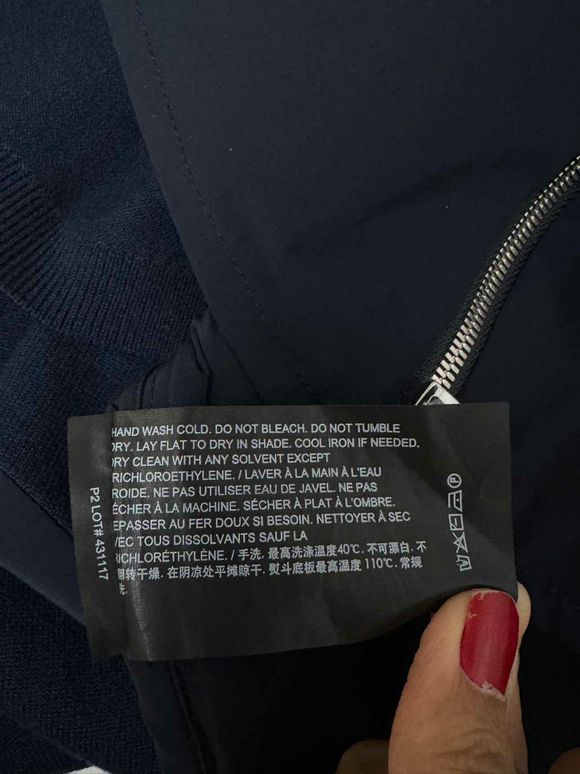 HAND WASH COLD. DO NOT BLEACH. DO NOT TUMBLE
DRY. LAY FLAT TO DRY IN SHADE. COOL IRON IF NEEDED.
DRY CLEAN WITH ANY SOLVENT EXCEPT
TRICHLOROETHYLENE. / LAVER À LA MAIN À L'EAU
FROIDE. NE PAS UTILISER EAU DE JAVEL. NE PAS
SÉCHER À LA MACHINE. SÉCHER À PLAT À L'OMBRE.
REPASSER AU FER DOUX SI BESOIN. NETTOYER À SEC
AVEC TOUS DISSOLVANTS SAUF LA
TRICHLORÉTHYLÈNE. / 手洗. 最高洗涤温度40℃. 不可漂白. 不
翻转干燥. 在阴凉处平摊晾干. 熨斗底板最高温度 110℃. 常规
P2 LOT# 431117
P